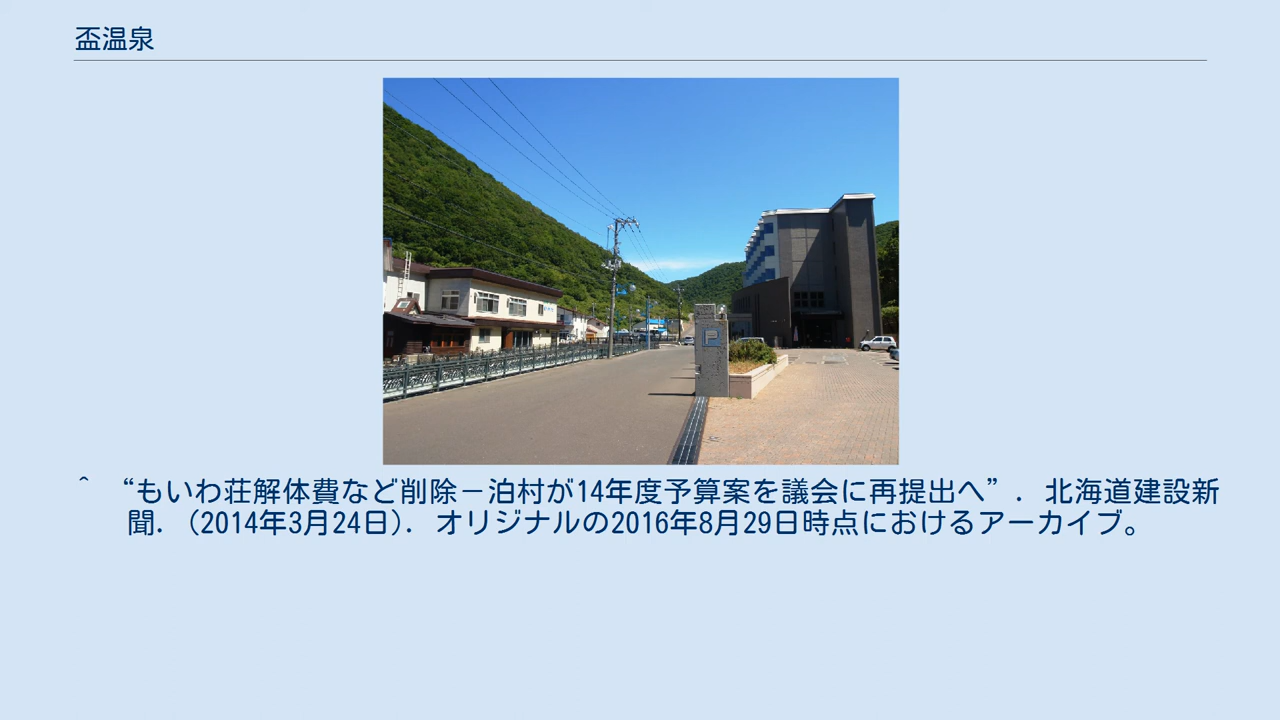 盃温泉
P
^ “もいわ荘解体費など削除－泊村が14年度予算案を議会に再提出へ”. 北海道建設新
聞. (2014年3月24日). オリジナルの2016年8月29日時点におけるアーカイブ。